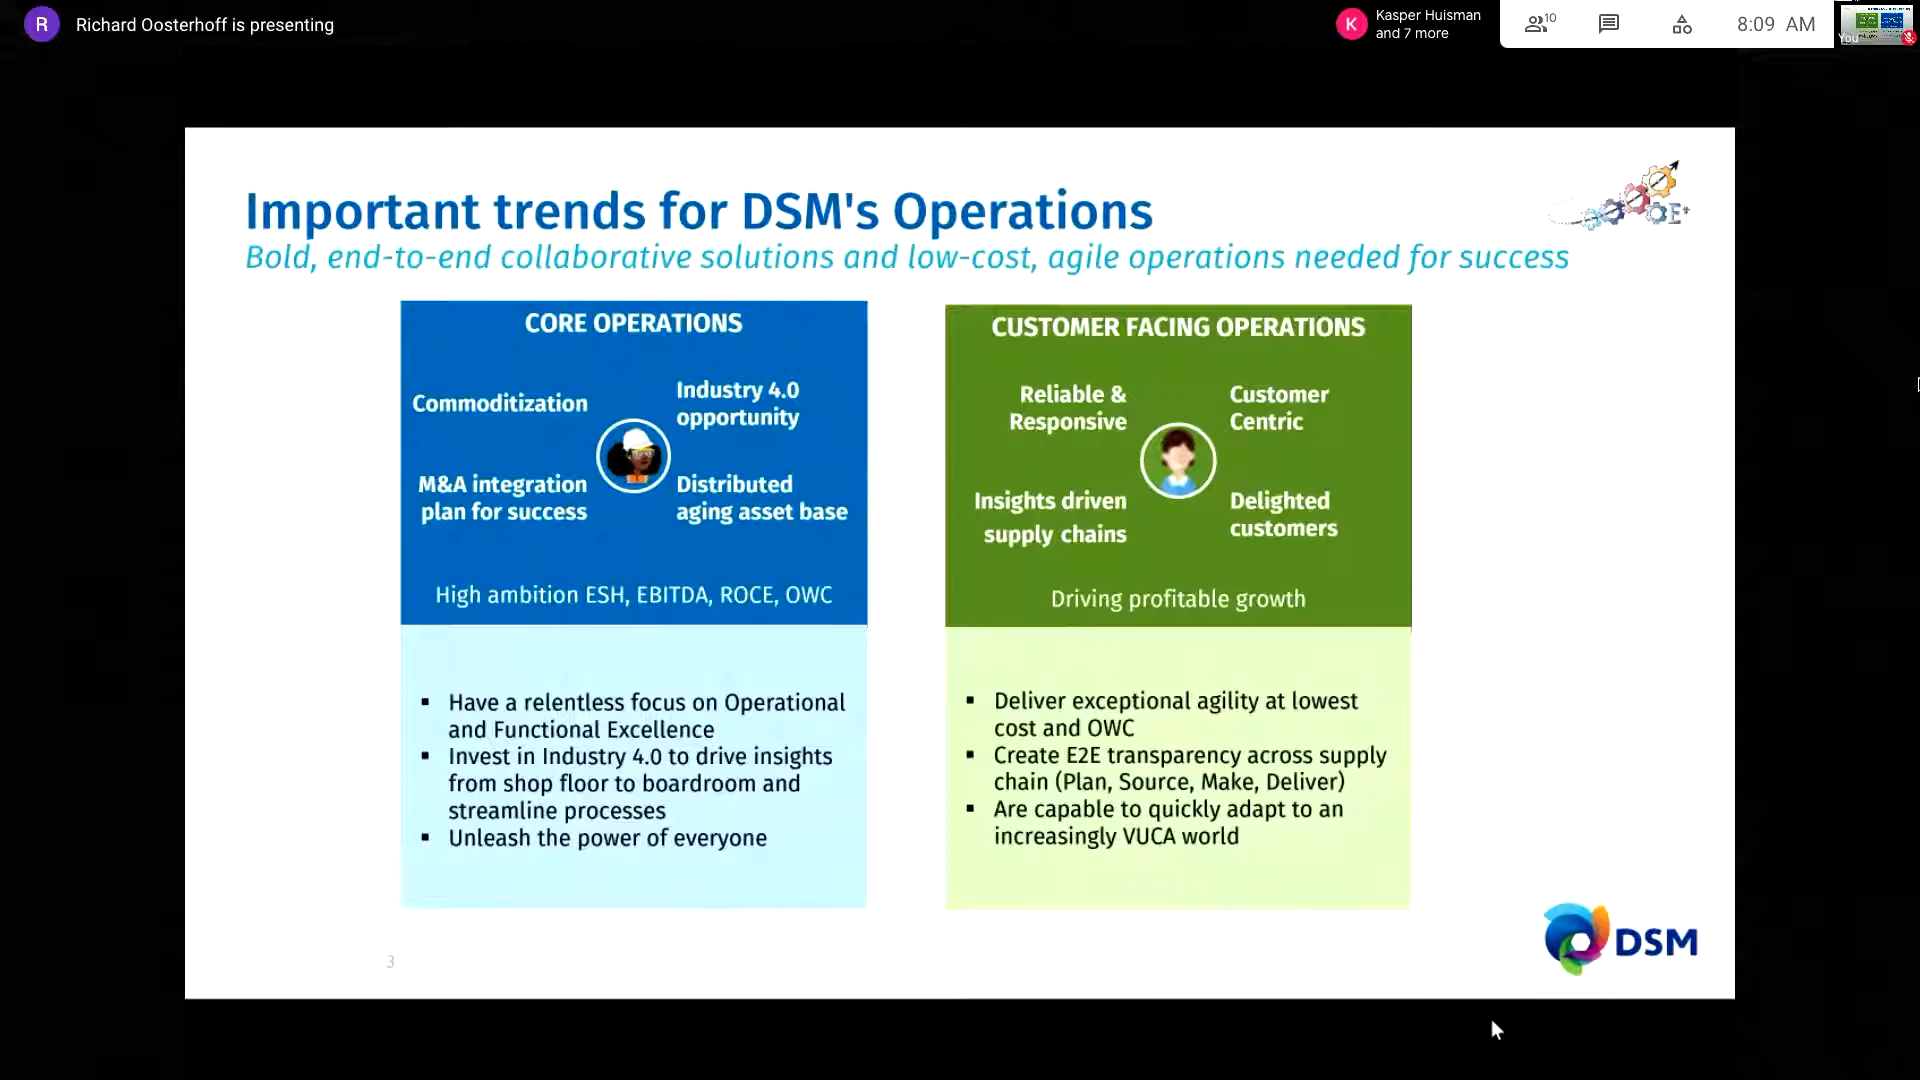 R
Richard Oosterhoff is presenting
K
Kasper Huisman
and 7 more
10
8:09 AM
You
Important trends for DSM's Operations
Bold, end-to-end collaborative solutions and low-cost, agile operations needed for success
E+
CORE OPERATIONS
Commoditization
Industry 4.0
opportunity
M&A integration
plan for success
Distributed
aging asset base
High ambition ESH, EBITDA, ROCE, OWC
▪ Have a relentless focus on Operational
and Functional Excellence
▪ Invest in Industry 4.0 to drive insights
from shop floor to boardroom and
streamline processes
▪ Unleash the power of everyone
CUSTOMER FACING OPERATIONS
Reliable &
Responsive
Customer
Centric
Insights driven
supply chains
Delighted
customers
Driving profitable growth
▪ Deliver exceptional agility at lowest
cost and OWC
▪ Create E2E transparency across supply
chain (Plan, Source, Make, Deliver)
▪ Are capable to quickly adapt to an
increasingly VUCA world
3
DSM